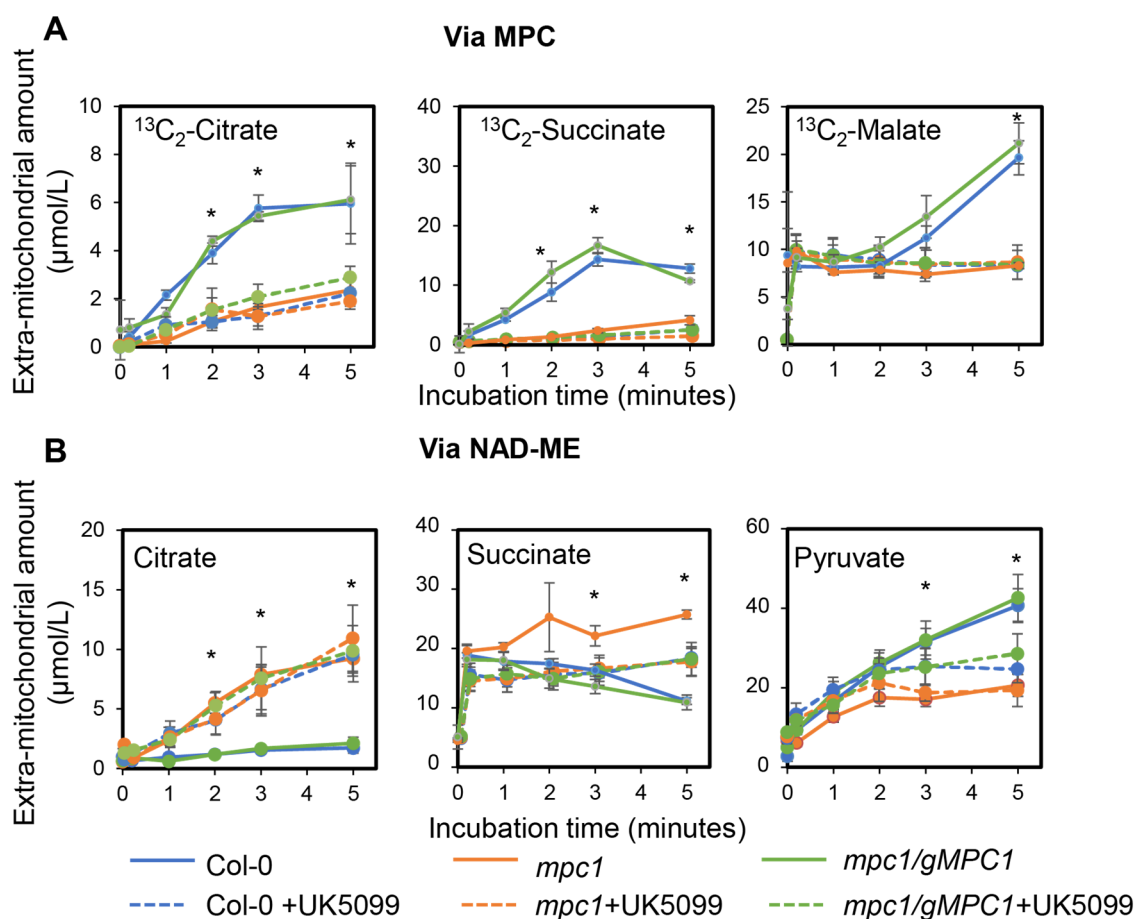 A
Via MPC
Extra-mitochondrial amount
(µmol/L)
10
8
6
4
2
0
¹³C₂-Citrate
*
*
*
0 1 2 3 4 5
40
30
20
10
0
¹³C₂-Succinate
*
*
*
0 1 2 3 4 5
25
20
15
10
5
0
¹³C₂-Malate
*
0 1 2 3 4 5
Incubation time (minutes)
B
Via NAD-ME
Extra-mitochondrial amount
(µmol/L)
20
15
10
5
0
Citrate
*
*
*
0 1 2 3 4 5
40
30
20
10
0
Succinate
*
*
0 1 2 3 4 5
60
40
20
0
Pyruvate
*
*
0 1 2 3 4 5
Incubation time (minutes)
Col-0
mpc1
mpc1/gMPC1
Col-0 +UK5099
mpc1+UK5099
mpc1/gMPC1+UK5099